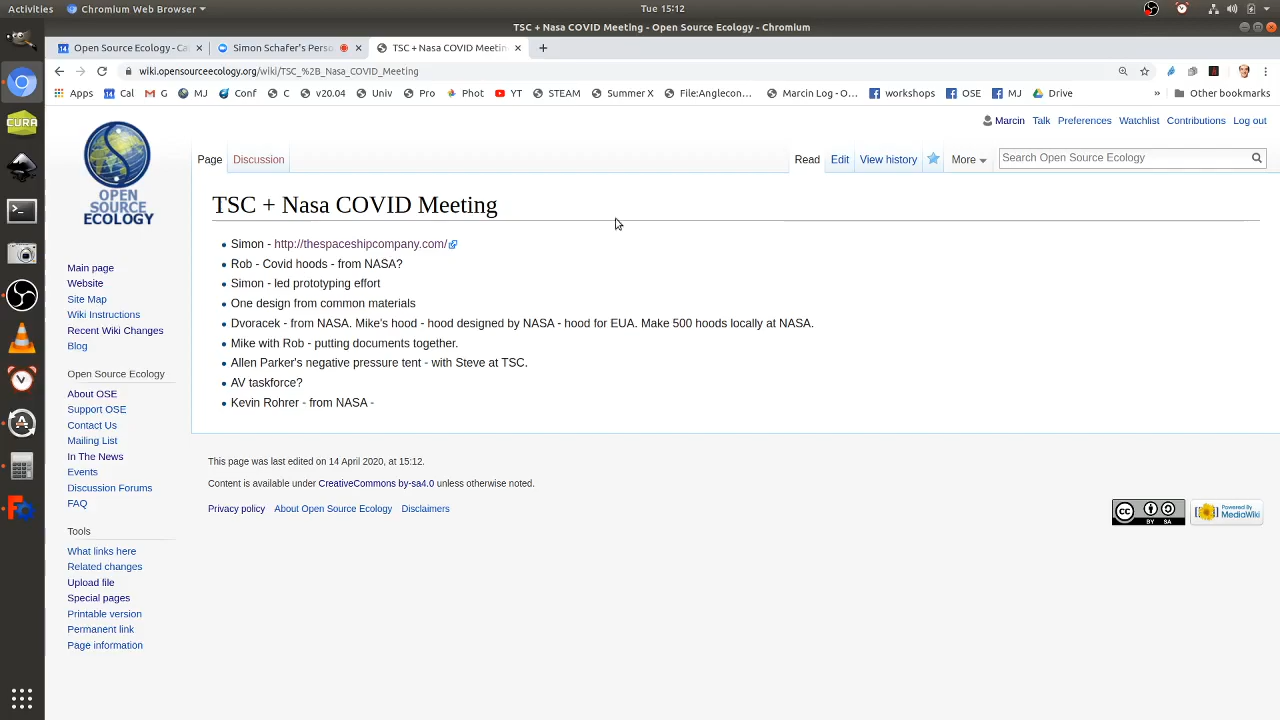 Activities
Chromium Web Browser
Tue 15:12
TSC + Nasa COVID Meeting - Open Source Ecology - Chromium
14 Open Source Ecology - Ca
Simon Schafer's Perso
TSC + Nasa COVID Meetin
wiki.opensourceecology.org/wiki/TSC_%2B_Nasa_COVID_Meeting
Apps 14 Cal M G MJ Conf C v20.04 Univ Pro Phot YT STEAM Summer X File:Anglecon… Marcin Log - O… workshops OSE MJ Drive » Other bookmarks
Marcin Talk Preferences Watchlist Contributions Log out
CURA
OPEN
SOURCE
ECOLOGY
Page Discussion Read Edit View history More Search Open Source Ecology
TSC + Nasa COVID Meeting
Simon - http://thespaceshipcompany.com/
Rob - Covid hoods - from NASA?
Simon - led prototyping effort
One design from common materials
Dvoracek - from NASA. Mike's hood - hood designed by NASA - hood for EUA. Make 500 hoods locally at NASA.
Mike with Rob - putting documents together.
Allen Parker's negative pressure tent - with Steve at TSC.
AV taskforce?
Kevin Rohrer - from NASA -
This page was last edited on 14 April 2020, at 15:12.
Content is available under CreativeCommons by-sa4.0 unless otherwise noted.
Privacy policy About Open Source Ecology Disclaimers
cc BY SA
Powered By
MediaWiki
Main page
Website
Site Map
Wiki Instructions
Recent Wiki Changes
Blog
Open Source Ecology
About OSE
Support OSE
Contact Us
Mailing List
In The News
Events
Discussion Forums
FAQ
Tools
What links here
Related changes
Upload file
Special pages
Printable version
Permanent link
Page information